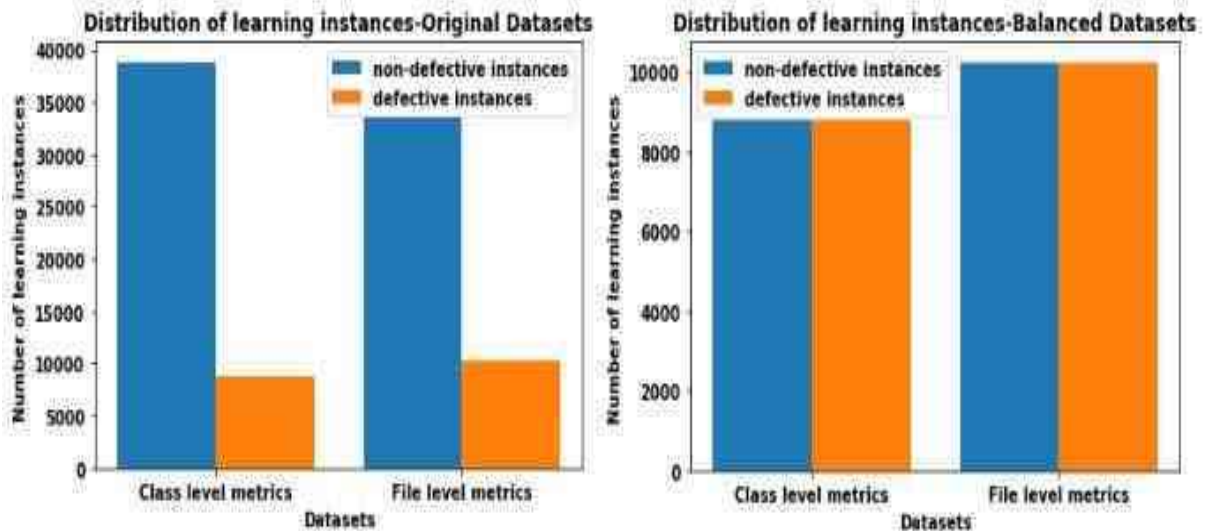 Distribution of learning instances-Original Datasets
Number of learning instances
40000
35000
30000
25000
20000
15000
10000
5000
0
non-defective instances
defective instances
Class level metrics
File level metrics
Datasets
Distribution of learning instances-Balanced Datasets
Number of learning instances
10000
8000
6000
4000
2000
0
non-defective instances
defective instances
Class level metrics
File level metrics
Datasets